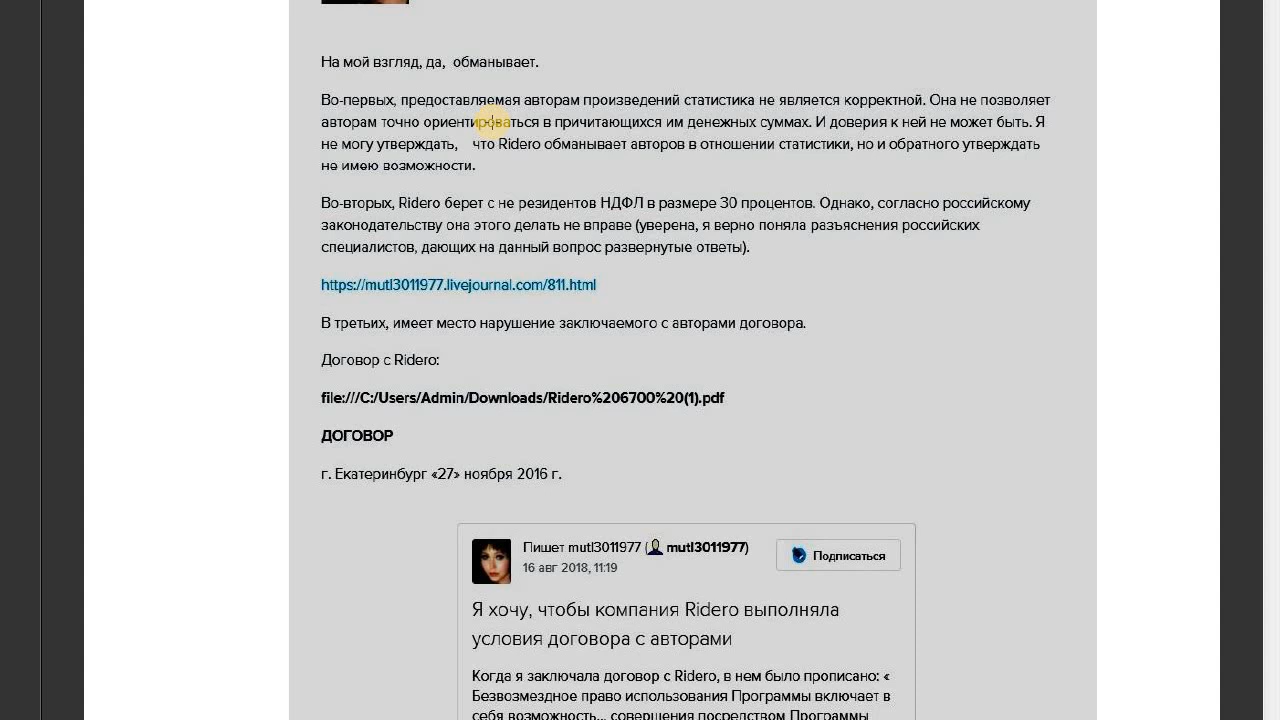 На мой взгляд, да, обманывает.
Во-первых, предоставляемая авторам произведений статистика не является корректной. Она не позволяет
авторам точно ориентироваться в причитающихся им денежных суммах. И доверия к ней не может быть. Я
не могу утверждать, что Ridero обманывает авторов в отношении статистики, но и обратного утверждать
не имею возможности.
Во-вторых, Ridero берет с не резидентов НДФЛ в размере 30 процентов. Однако, согласно российскому
законодательству она этого делать не вправе (уверена, я верно поняла разъяснения российских
специалистов, дающих на данный вопрос развернутые ответы).
https://mutl3011977.livejournal.com/811.html
В третьих, имеет место нарушение заключаемого с авторами договора.
Договор с Ridero:
file:///C:/Users/Admin/Downloads/Ridero%206700%20(1).pdf
ДОГОВОР
г. Екатеринбург «27» ноября 2016 г.
Пишет mutl3011977 (mutl3011977)
Подписаться
16 авг 2018, 11:19
Я хочу, чтобы компания Ridero выполняла
условия договора с авторами
Когда я заключала договор с Ridero, в нем было прописано: «
Безвозмездное право использования Программы включает в
себя возможность... совершения посредством Программы